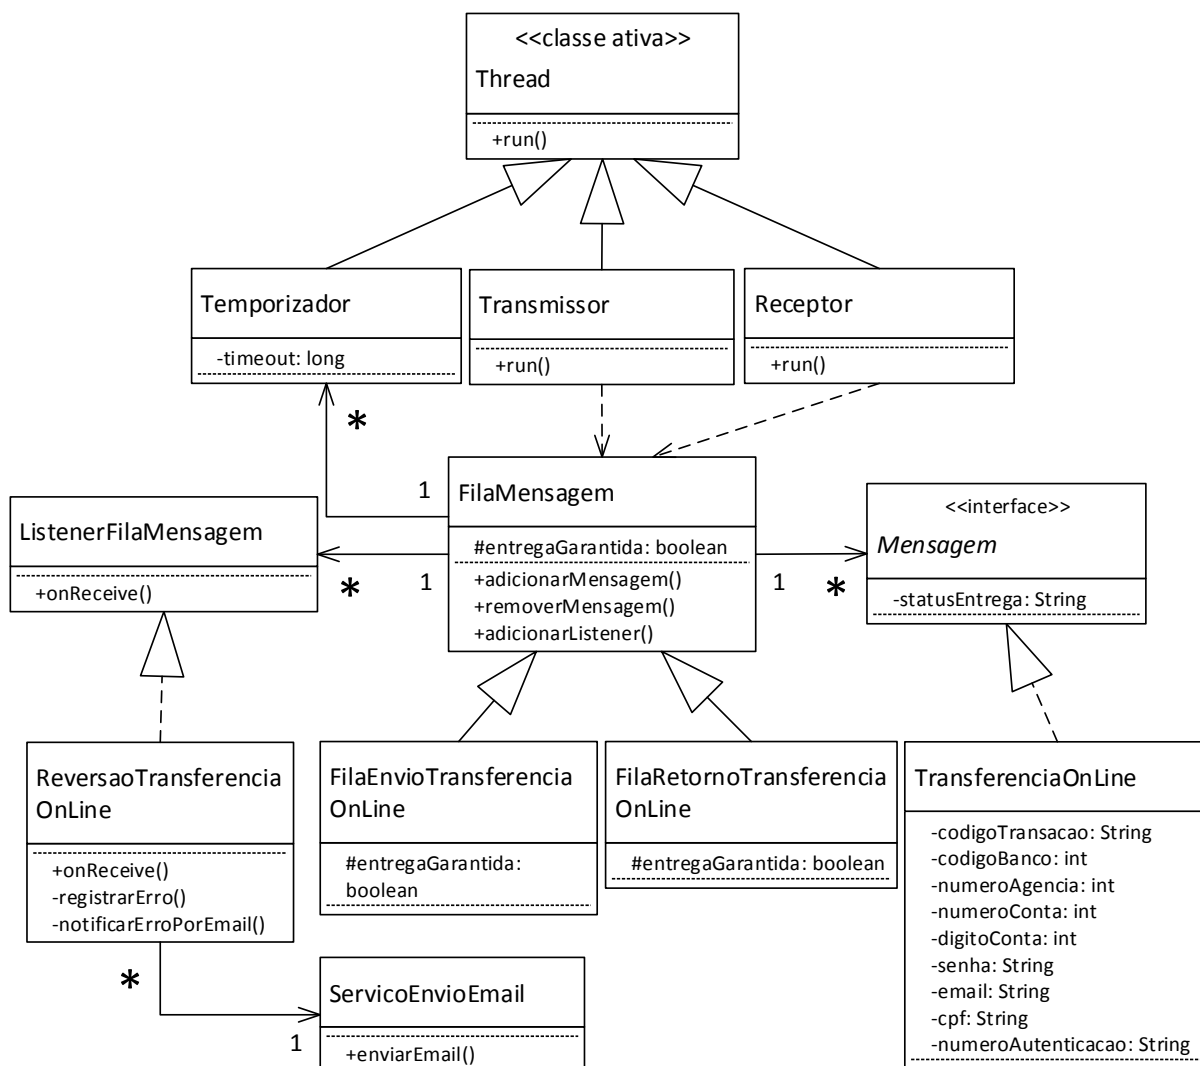 <<classe ativa>>
Thread
+run()
Temporizador
-timeout: long
Transmissor
+run()
Receptor
+run()
*
1
ListenerFilaMensagem
+onReceive()
*
1
FilaMensagem
#entregaGarantida: boolean
+adicionarMensagem()
+removerMensagem()
+adicionarListener()
1
*
<<interface>>
Mensagem
-statusEntrega: String
ReversaoTransferencia
OnLine
+onReceive()
-registrarErro()
-notificarErroPorEmail()
FilaEnvioTransferencia
OnLine
#entregaGarantida:
boolean
FilaRetornoTransferencia
OnLine
#entregaGarantida: boolean
TransferenciaOnLine
-codigoTransacao: String
-codigoBanco: int
-numeroAgencia: int
-numeroConta: int
-digitoConta: int
-senha: String
-email: String
-cpf: String
-numeroAutenticacao: String
*
1
ServicoEnvioEmail
+enviarEmail()